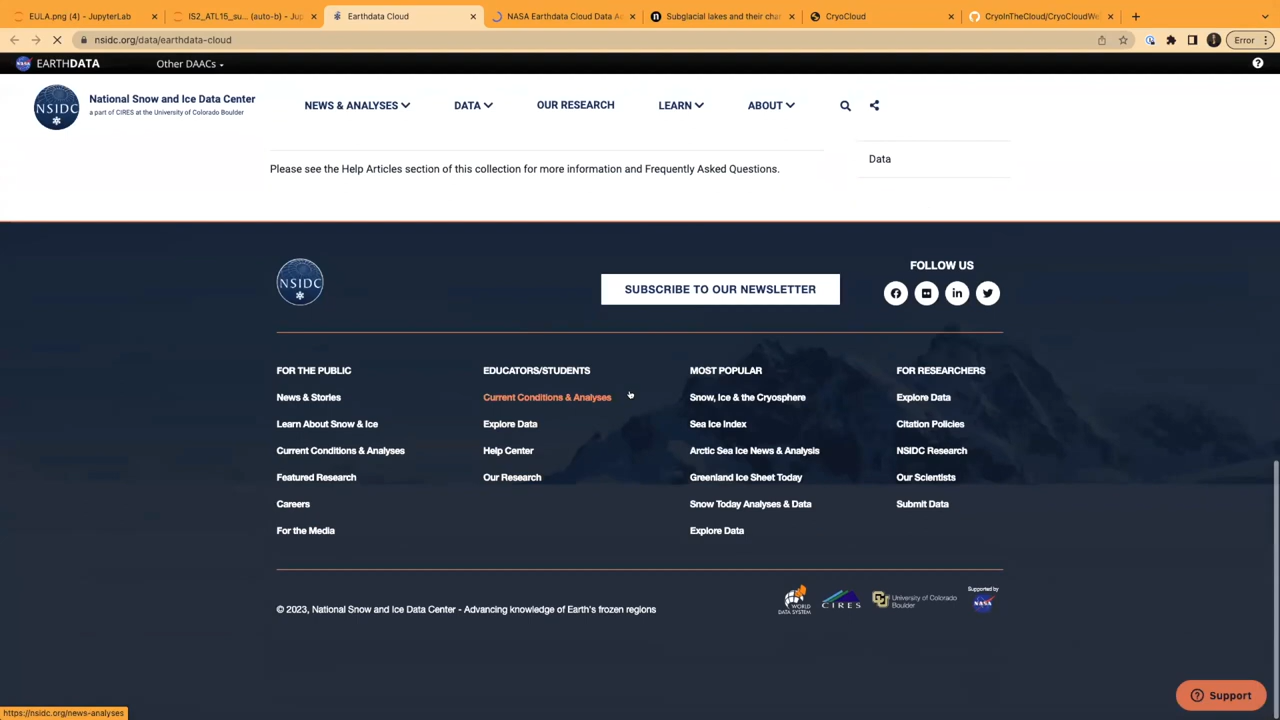 EULA.png (4) - JupyterLab
IS2_ATL15_su... (auto-b) - Jup
Earthdata Cloud
NASA Earthdata Cloud Data A
Subglacial lakes and their char
CryoCloud
CryoInTheCloud/CryoCloudWe
nsidc.org/data/earthdata-cloud
Error
EARTHDATA
Other DAACs
National Snow and Ice Data Center
a part of CIRES at the University of Colorado Boulder
NSIDC
NEWS & ANALYSES
DATA
OUR RESEARCH
LEARN
ABOUT
Please see the Help Articles section of this collection for more information and Frequently Asked Questions.
Data
NSIDC
SUBSCRIBE TO OUR NEWSLETTER
FOLLOW US
FOR THE PUBLIC
News & Stories
Learn About Snow & Ice
Current Conditions & Analyses
Featured Research
Careers
For the Media
EDUCATORS/STUDENTS
Current Conditions & Analyses
Explore Data
Help Center
Our Research
MOST POPULAR
Snow, Ice & the Cryosphere
Sea Ice Index
Arctic Sea Ice News & Analysis
Greenland Ice Sheet Today
Snow Today Analyses & Data
Explore Data
FOR RESEARCHERS
Explore Data
Citation Policies
NSIDC Research
Our Scientists
Submit Data
© 2023, National Snow and Ice Data Center - Advancing knowledge of Earth's frozen regions
WORLD
DATA SYSTEM
CIRES
University of Colorado
Boulder
Supported by
NASA
Support
https://nsidc.org/news-analyses